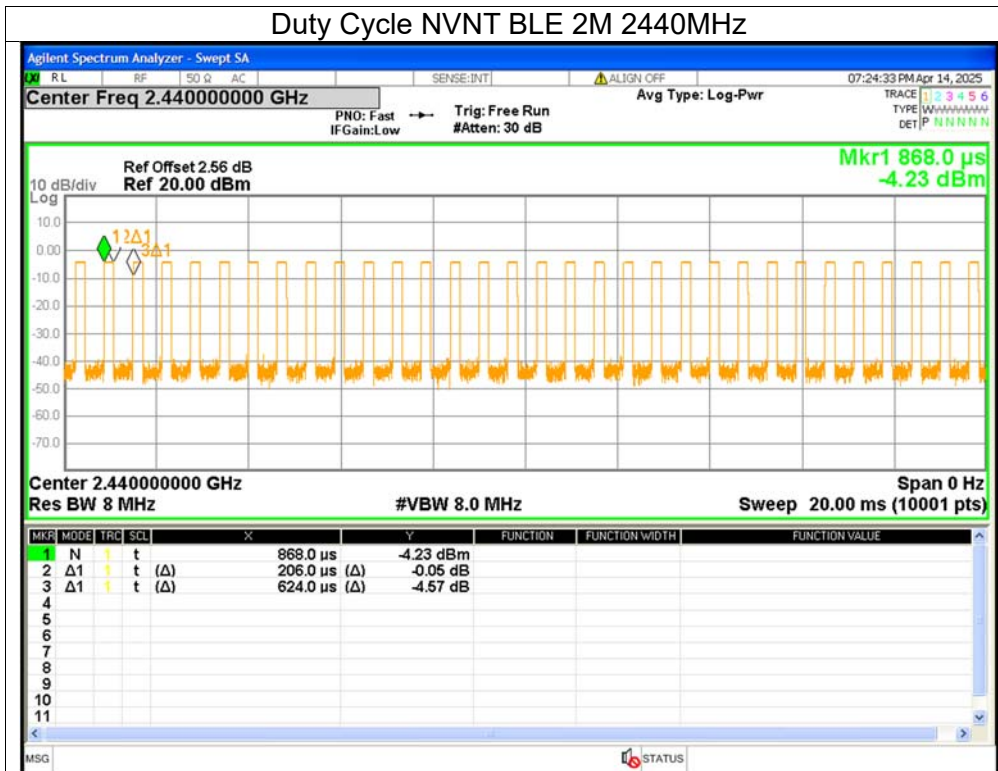 Duty Cycle NVNT BLE 2M 2440MHz
Agilent Spectrum Analyzer - Swept SA
RL RF 50 Ω AC SENSE:INT ALIGN OFF 07:24:33 PM Apr 14, 2025
Center Freq 2.440000000 GHz
PNO: Fast
IFGain:Low
Trig: Free Run
#Atten: 30 dB
Avg Type: Log-Pwr
TRACE 1 2 3 4 5 6
TYPE W
DET P N N N N N
Mkr1 868.0 µs
-4.23 dBm
Ref Offset 2.56 dB
10 dB/div Ref 20.00 dBm
Log
10.0
0.00
-10.0
-20.0
-30.0
-40.0
-50.0
-60.0
-70.0
1 2Δ1
3Δ1
Center 2.440000000 GHz Span 0 Hz
Res BW 8 MHz #VBW 8.0 MHz Sweep 20.00 ms (10001 pts)
MKR MODE TRC SCL X Y FUNCTION FUNCTION WIDTH FUNCTION VALUE
1 N 1 t 868.0 µs -4.23 dBm
2 Δ1 1 t (Δ) 206.0 µs (Δ) -0.05 dB
3 Δ1 1 t (Δ) 624.0 µs (Δ) -4.57 dB
4
5
6
7
8
9
10
11
MSG STATUS